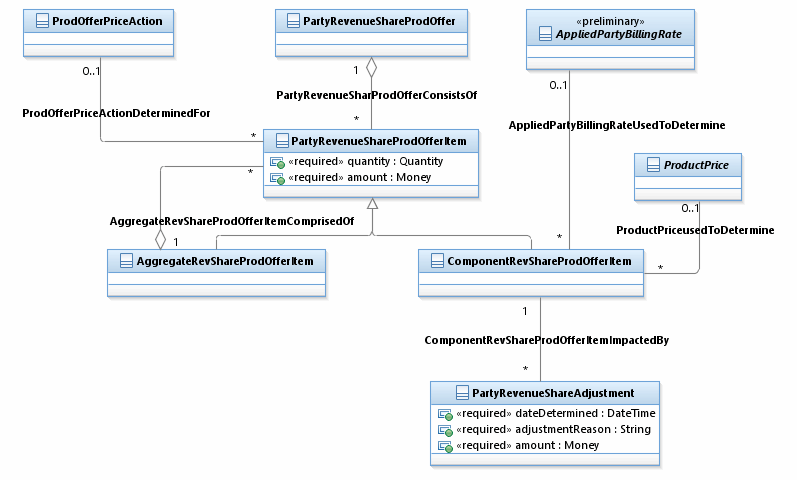 ProdOfferPriceAction
PartyRevenueShareProdOffer
«preliminary»
AppliedPartyBillingRate
0..1
1
0..1
PartyRevenueSharProdOfferConsistsOf
ProdOfferPriceActionDeterminedFor
*
AppliedPartyBillingRateUsedToDetermine
*
PartyRevenueShareProdOfferItem
«required» quantity : Quantity
«required» amount : Money
*
ProductPrice
0..1
AggregateRevShareProdOfferItemComprisedOf
ProductPriceusedToDetermine
1
*
AggregateRevShareProdOfferItem
ComponentRevShareProdOfferItem
*
1
ComponentRevShareProdOfferItemImpactedBy
*
PartyRevenueShareAdjustment
«required» dateDetermined : DateTime
«required» adjustmentReason : String
«required» amount : Money